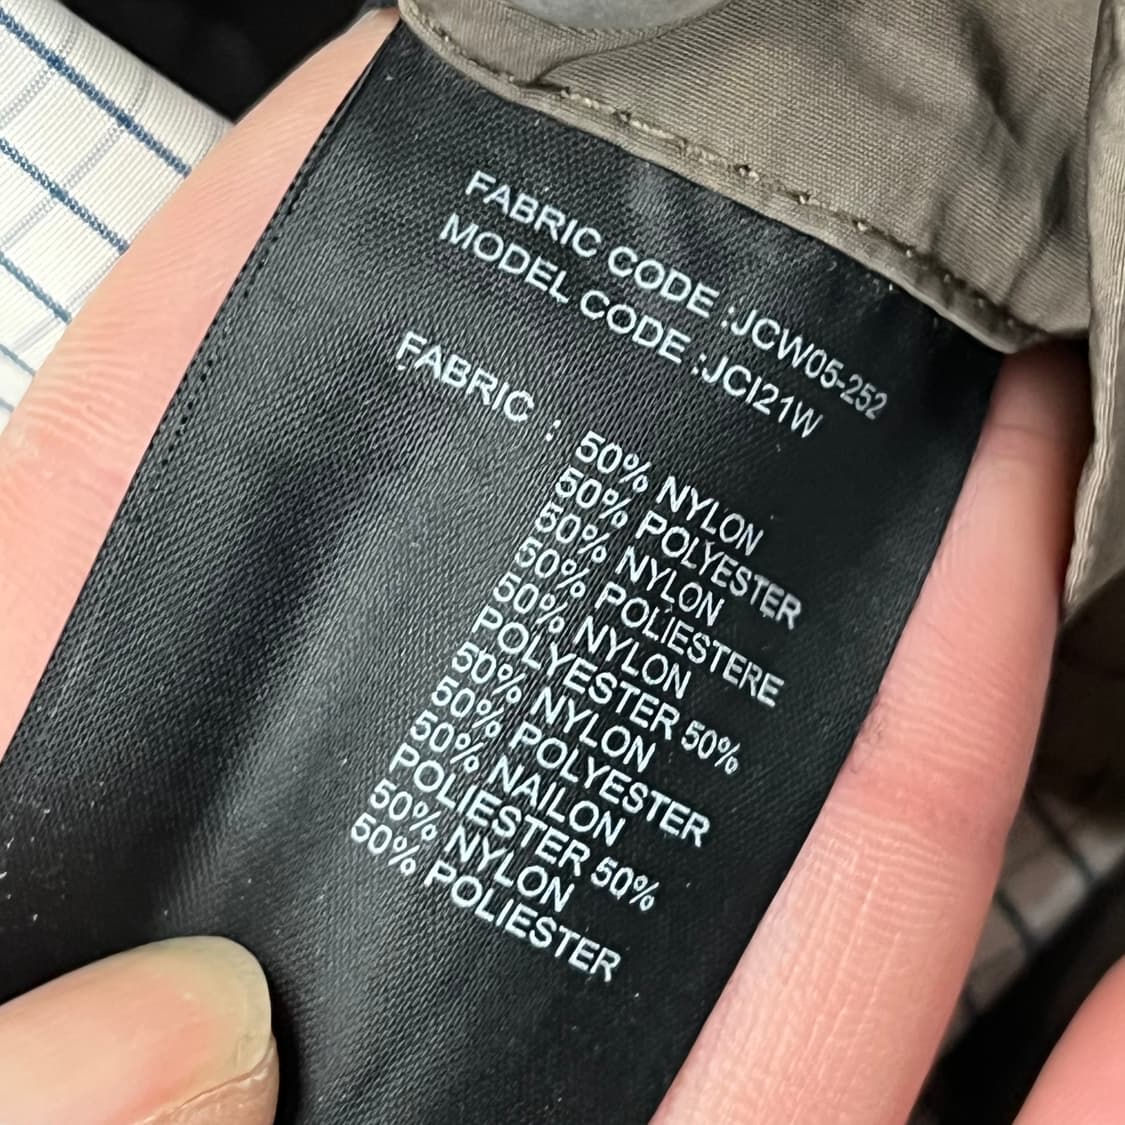 FABRIC CODE :JCW05-252
MODEL CODE :JCI21W
FABRIC :
50% NYLON
50% POLYESTER
50% NYLON
50% POLIESTERE
50% NYLON
POLYESTER 50%
50% NYLON
50% POLYESTER
50% NAILON
POLIESTER 50%
50% NYLON
50% POLIESTER